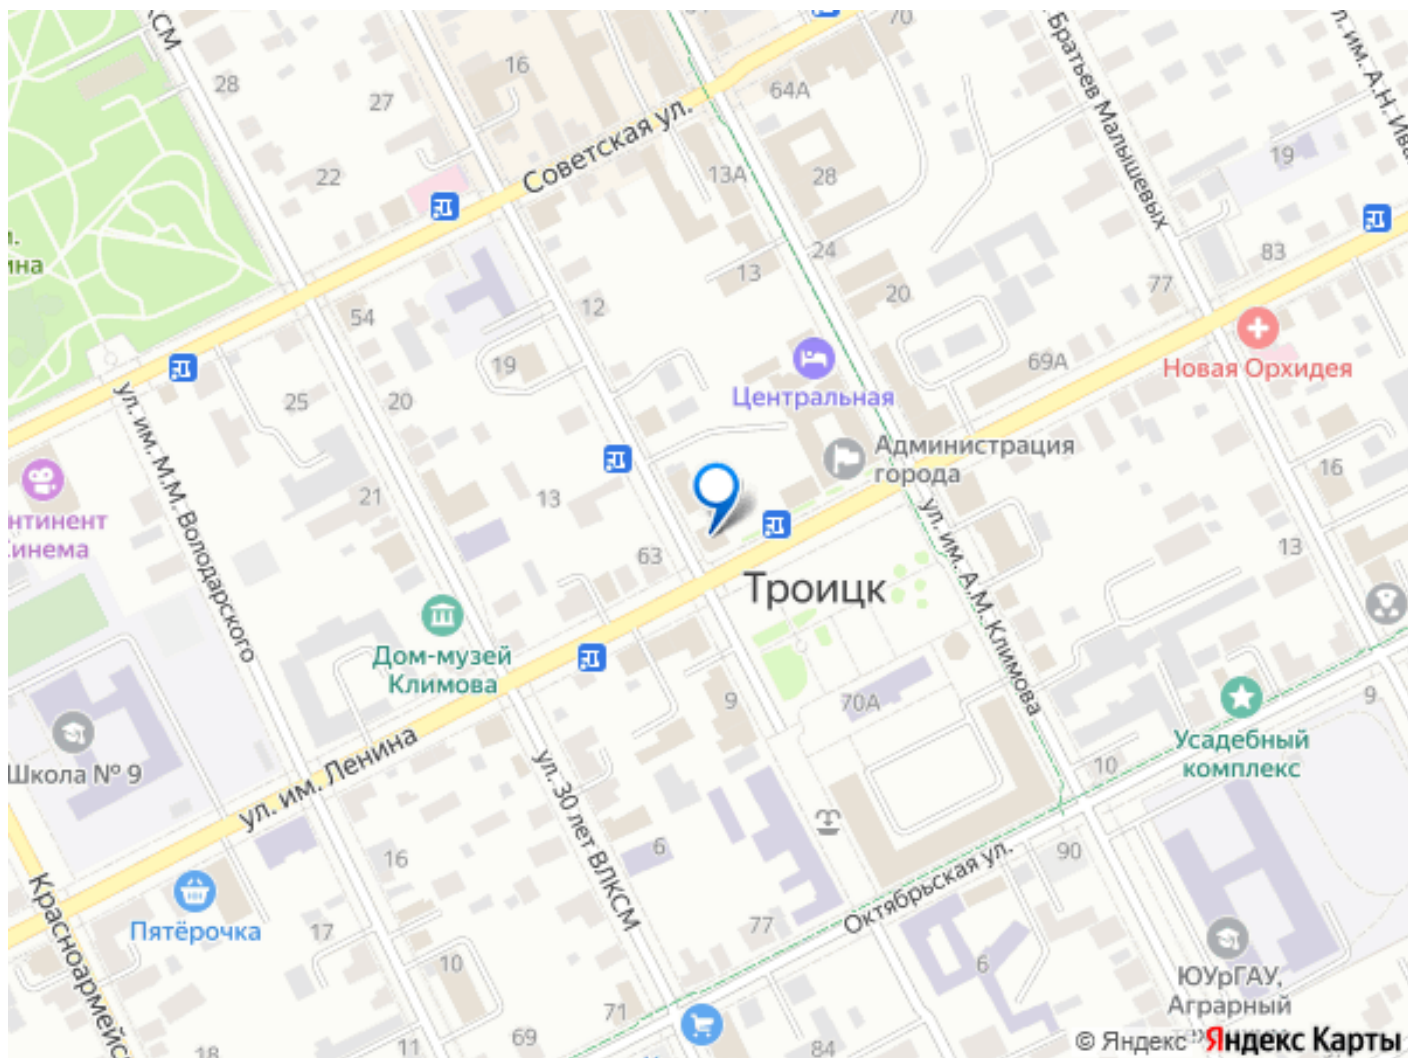 КСМ
70
Братьев Малышевых
28
16
27
64А
Советская ул.
22
13А
28
19
ина
24
83
13
20
77
12
54
19
69А
Новая Орхидея
Центральная
20
25
Администрация
города
16
21
13
ул. им. М.М. Володарского
нтинент
инема
63
13
ул. им. А.М. Климова
Троицк
Дом-музей
Климова
9
70А
9
Школа № 9
ул. им. Ленина
Усадебный
комплекс
10
ул. 30 лет ВЛКСМ
16
6
90
Октябрьская ул.
Красноармейс
Пятёрочка
17
77
10
6
ЮУрГАУ,
Аграрный
71
69
11
18
84
© Яндекс Яндекс Карты